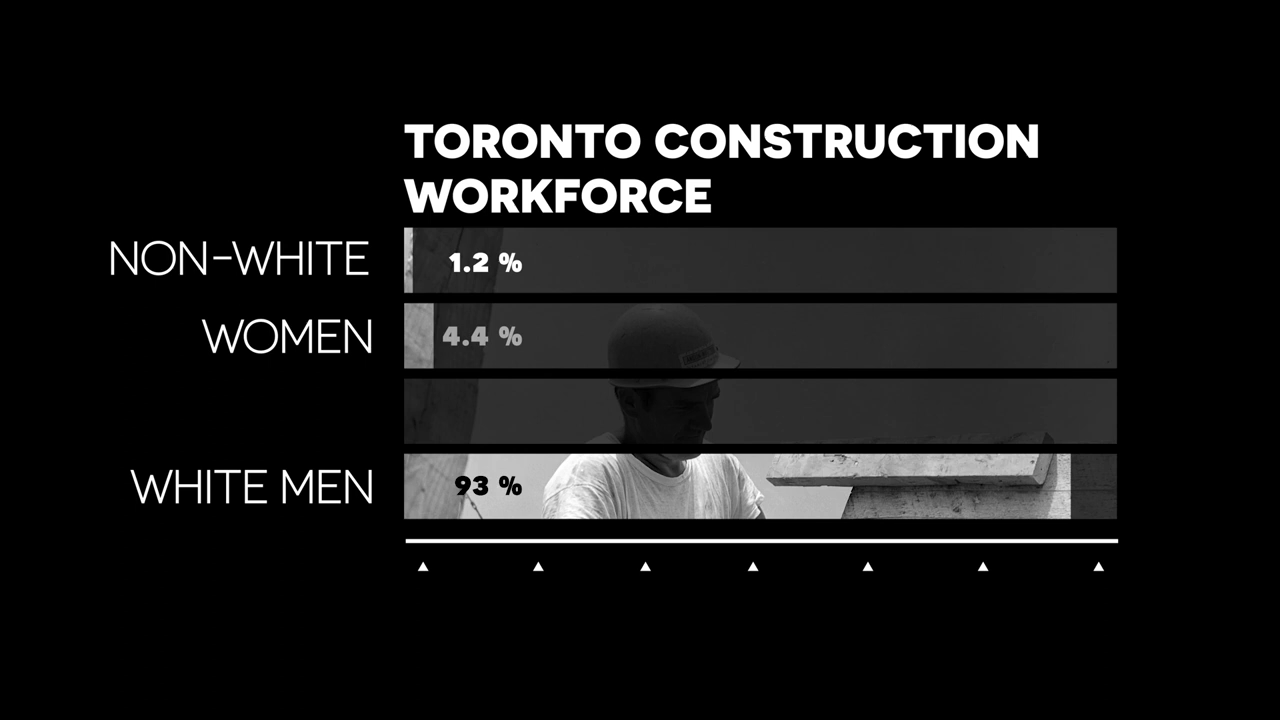 TORONTO CONSTRUCTION
WORKFORCE
NON-WHITE 1.2 %
WOMEN 4.4 %
WHITE MEN 93 %